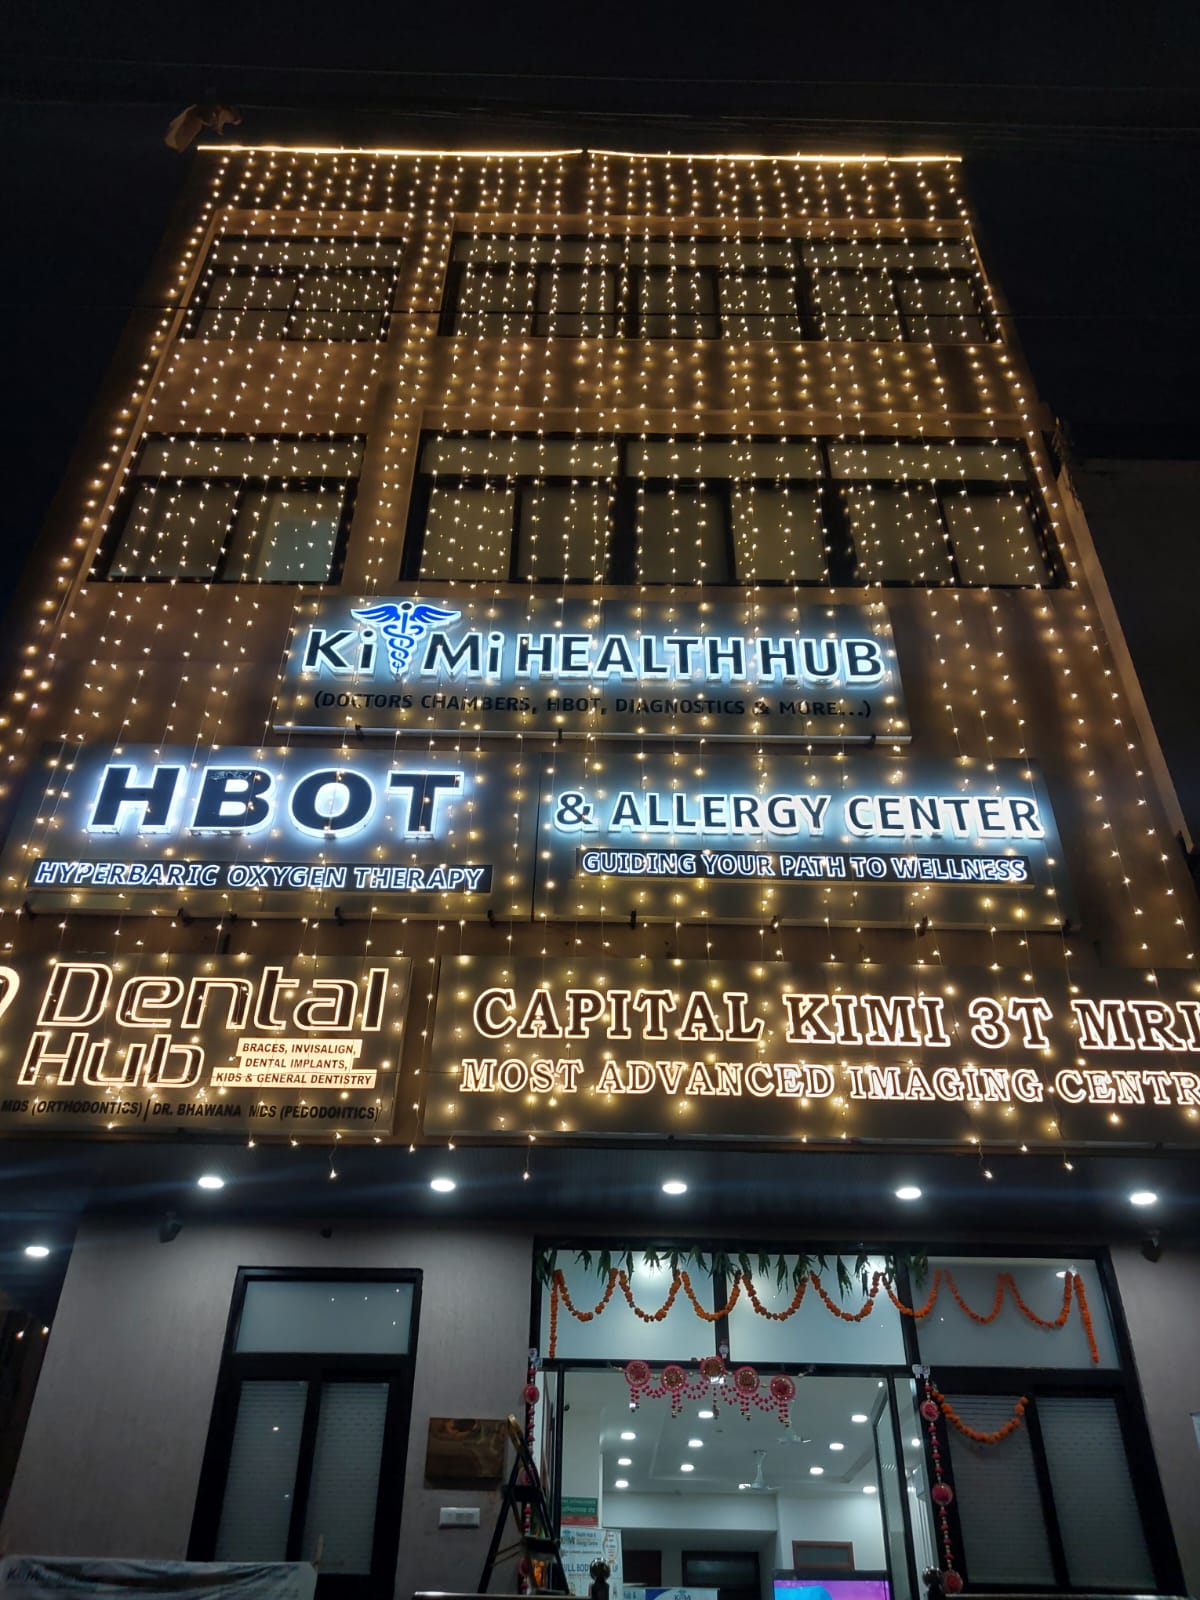 KiMi HEALTH HUB
(DOCTORS CHAMBERS, HBOT, DIAGNOSTICS & MORE...)
HBOT
HYPERBARIC OXYGEN THERAPY
& ALLERGY CENTER
GUIDING YOUR PATH TO WELLNESS
Dental
Hub
BRACES, INVISALIGN,
DENTAL IMPLANTS,
KIDS & GENERAL DENTISTRY
MDS (ORTHODONTICS) | DR. BHAWANA MDS (PEDODONTICS)
CAPITAL KIMI 3T MRI
MOST ADVANCED IMAGING CENTR